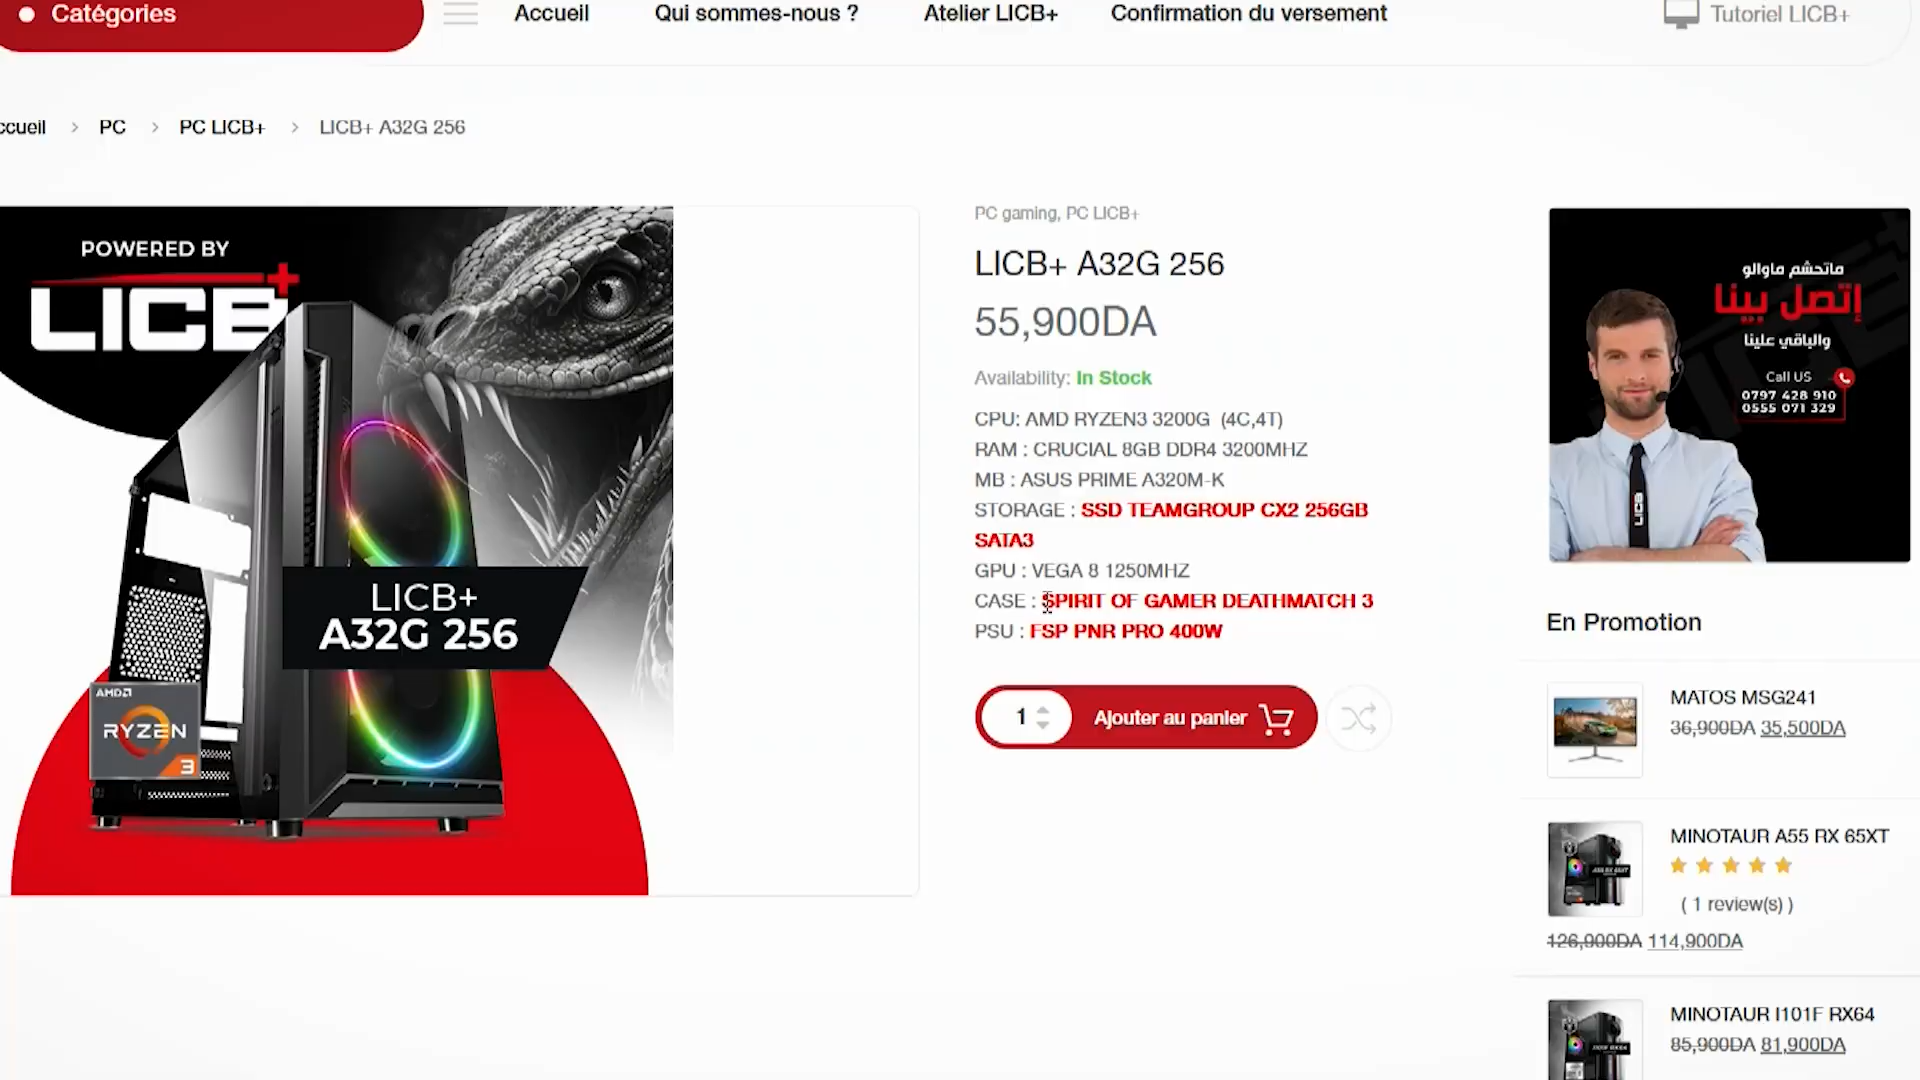 Catégories
Accueil
Qui sommes-nous ?
Atelier LICB+
Confirmation du versement
Tutoriel LICB+
ccueil > PC > PC LICB+ > LICB+ A32G 256
POWERED BY
LICB+
LICB+
A32G 256
AMD
RYZEN
3
PC gaming, PC LICB+
LICB+ A32G 256
55,900DA
Availability: In Stock
CPU: AMD RYZEN3 3200G (4C,4T)
RAM : CRUCIAL 8GB DDR4 3200MHZ
MB : ASUS PRIME A320M-K
STORAGE : SSD TEAMGROUP CX2 256GB
SATA3
GPU : VEGA 8 1250MHZ
CASE : SPIRIT OF GAMER DEATHMATCH 3
PSU : FSP PNR PRO 400W
1
Ajouter au panier
ماتحشم ماوالو
إتصل بينا
والباقي علينا
Call US
0797 428 910
0555 071 329
LICB
En Promotion
MATOS MSG241
36,900DA 35,500DA
MINOTAUR A55 RX 65XT
( 1 review(s) )
126,900DA 114,900DA
MINOTAUR I101F RX64
85,900DA 81,900DA